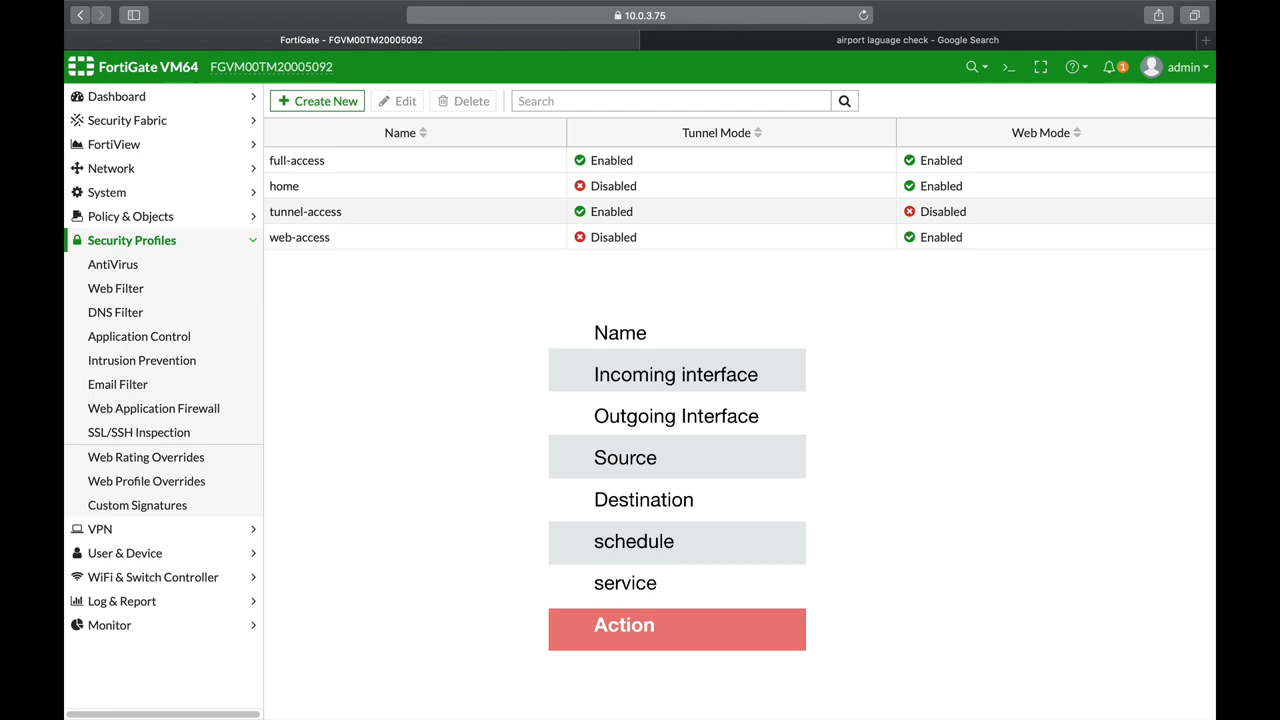 10.0.3.75
FortiGate - FGVM00TM20005092
airport laguage check - Google Search
FortiGate VM64 FGVM00TM20005092
1 admin
Dashboard
Security Fabric
FortiView
Network
System
Policy & Objects
Security Profiles
AntiVirus
Web Filter
DNS Filter
Application Control
Intrusion Prevention
Email Filter
Web Application Firewall
SSL/SSH Inspection
Web Rating Overrides
Web Profile Overrides
Custom Signatures
VPN
User & Device
WiFi & Switch Controller
Log & Report
Monitor
Create New Edit Delete Search
Name Tunnel Mode Web Mode
full-access Enabled Enabled
home Disabled Enabled
tunnel-access Enabled Disabled
web-access Disabled Enabled
Name
Incoming interface
Outgoing Interface
Source
Destination
schedule
service
Action